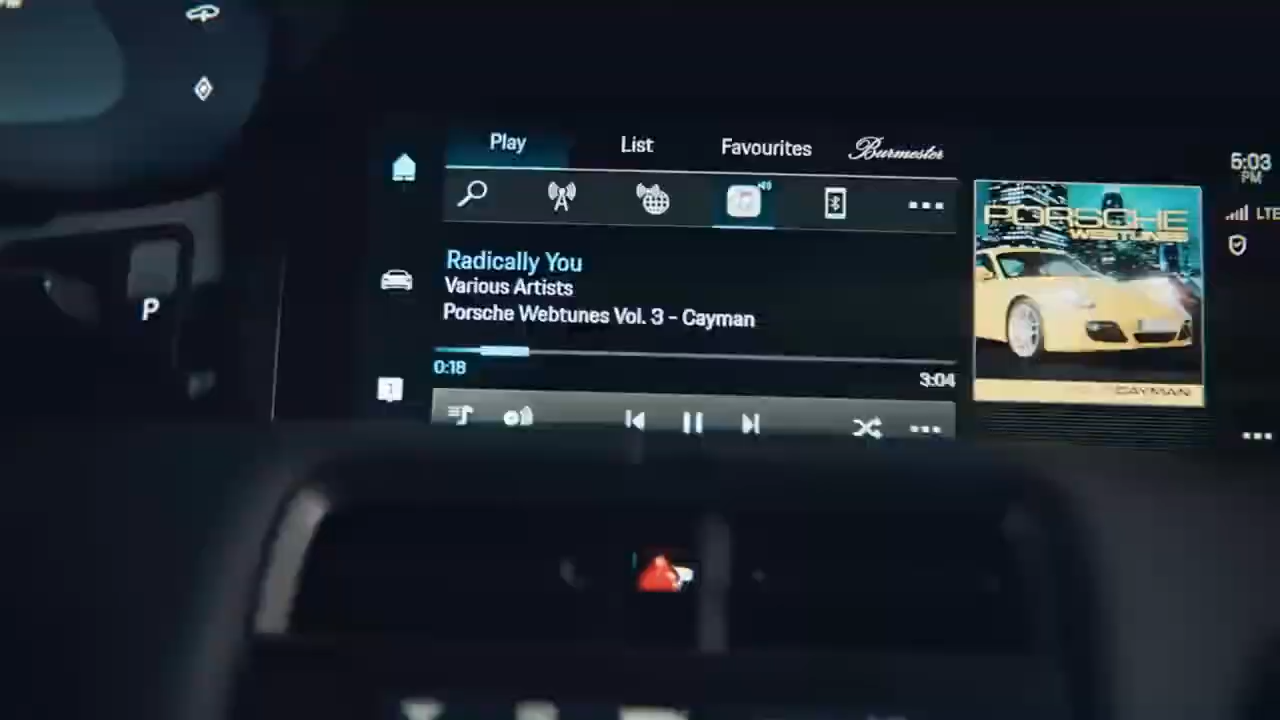 Play List Favourites Burmester
5:03
PM
LTE
PORSCHE
WEBTUNES
Radically You
Various Artists
Porsche Webtunes Vol. 3 - Cayman
0:18
3:04
CAYMAN
1
P